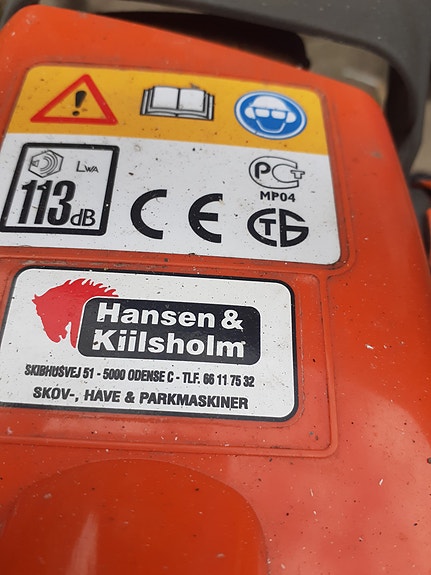 LWA
113dB
CE
PCT
MP04
Hansen &
Kiilsholm
SKIBHUSVEJ 51 - 5000 ODENSE C - TLF. 66 11 75 32
SKOV-, HAVE & PARKMASKINER